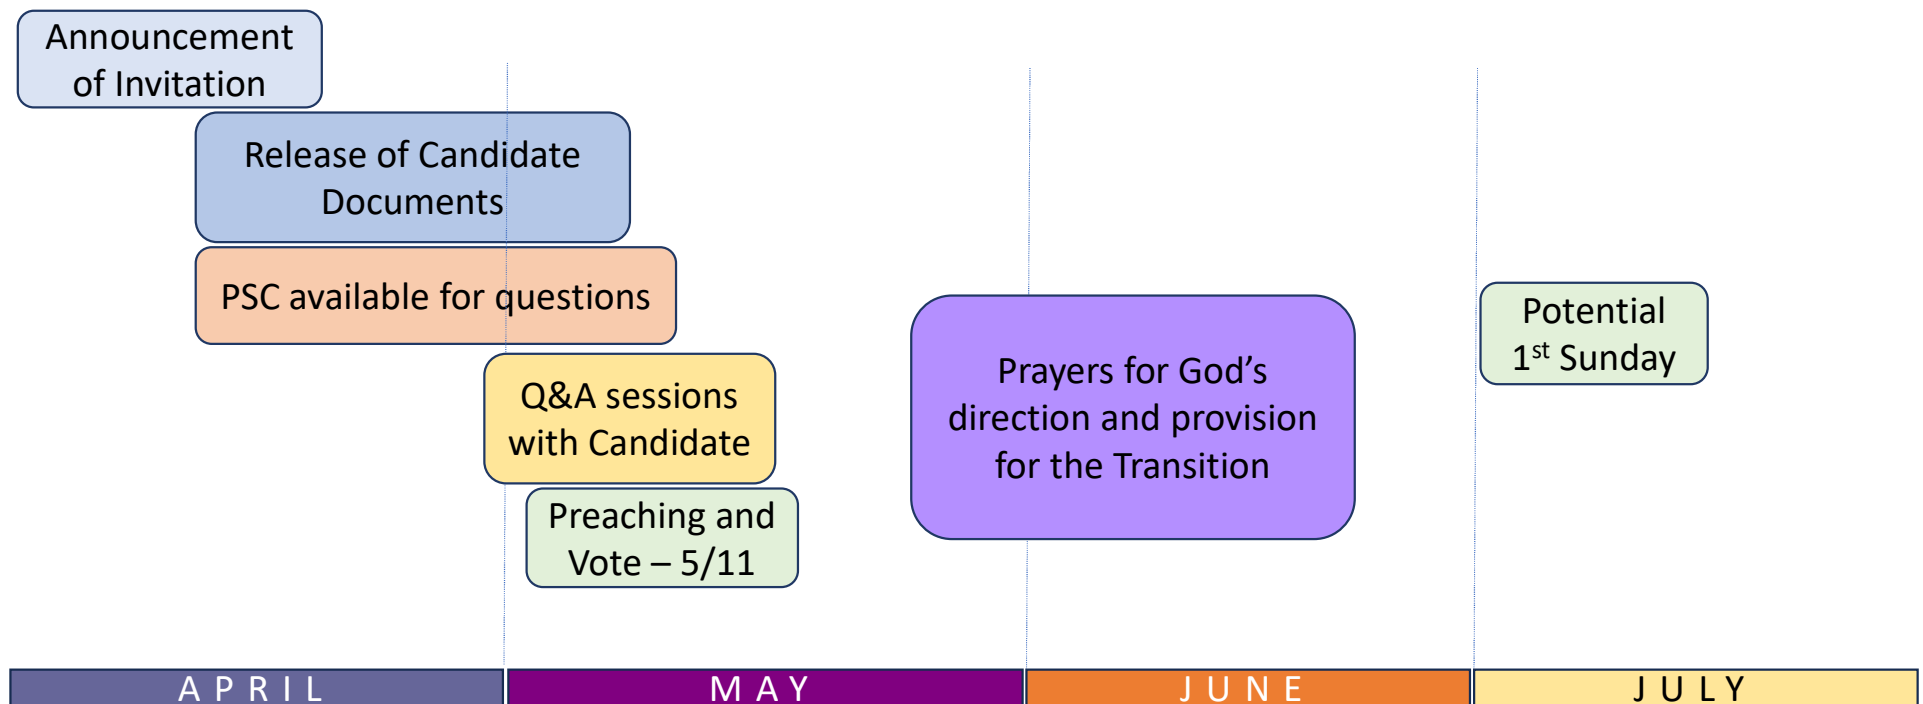 Announcement
of Invitation
Release of Candidate
Documents
PSC available for questions
Q&A sessions
with Candidate
Preaching and
Vote – 5/11
Prayers for God’s
direction and provision
for the Transition
Potential
1st Sunday
APRIL
MAY
JUNE
JULY